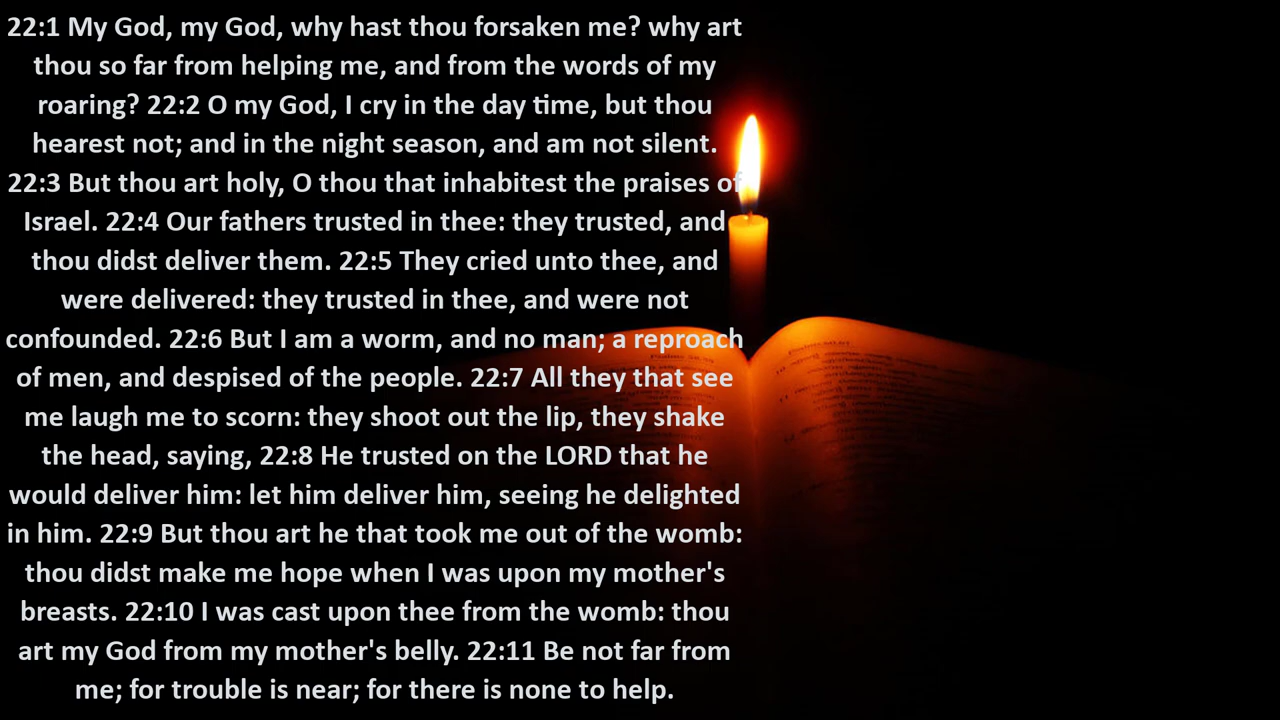 22:1 My God, my God, why hast thou forsaken me? why art
thou so far from helping me, and from the words of my
roaring? 22:2 O my God, I cry in the day time, but thou
hearest not; and in the night season, and am not silent.
22:3 But thou art holy, O thou that inhabitest the praises of
Israel. 22:4 Our fathers trusted in thee: they trusted, and
thou didst deliver them. 22:5 They cried unto thee, and
were delivered: they trusted in thee, and were not
confounded. 22:6 But I am a worm, and no man; a reproach
of men, and despised of the people. 22:7 All they that see
me laugh me to scorn: they shoot out the lip, they shake
the head, saying, 22:8 He trusted on the LORD that he
would deliver him: let him deliver him, seeing he delighted
in him. 22:9 But thou art he that took me out of the womb:
thou didst make me hope when I was upon my mother's
breasts. 22:10 I was cast upon thee from the womb: thou
art my God from my mother's belly. 22:11 Be not far from
me; for trouble is near; for there is none to help.